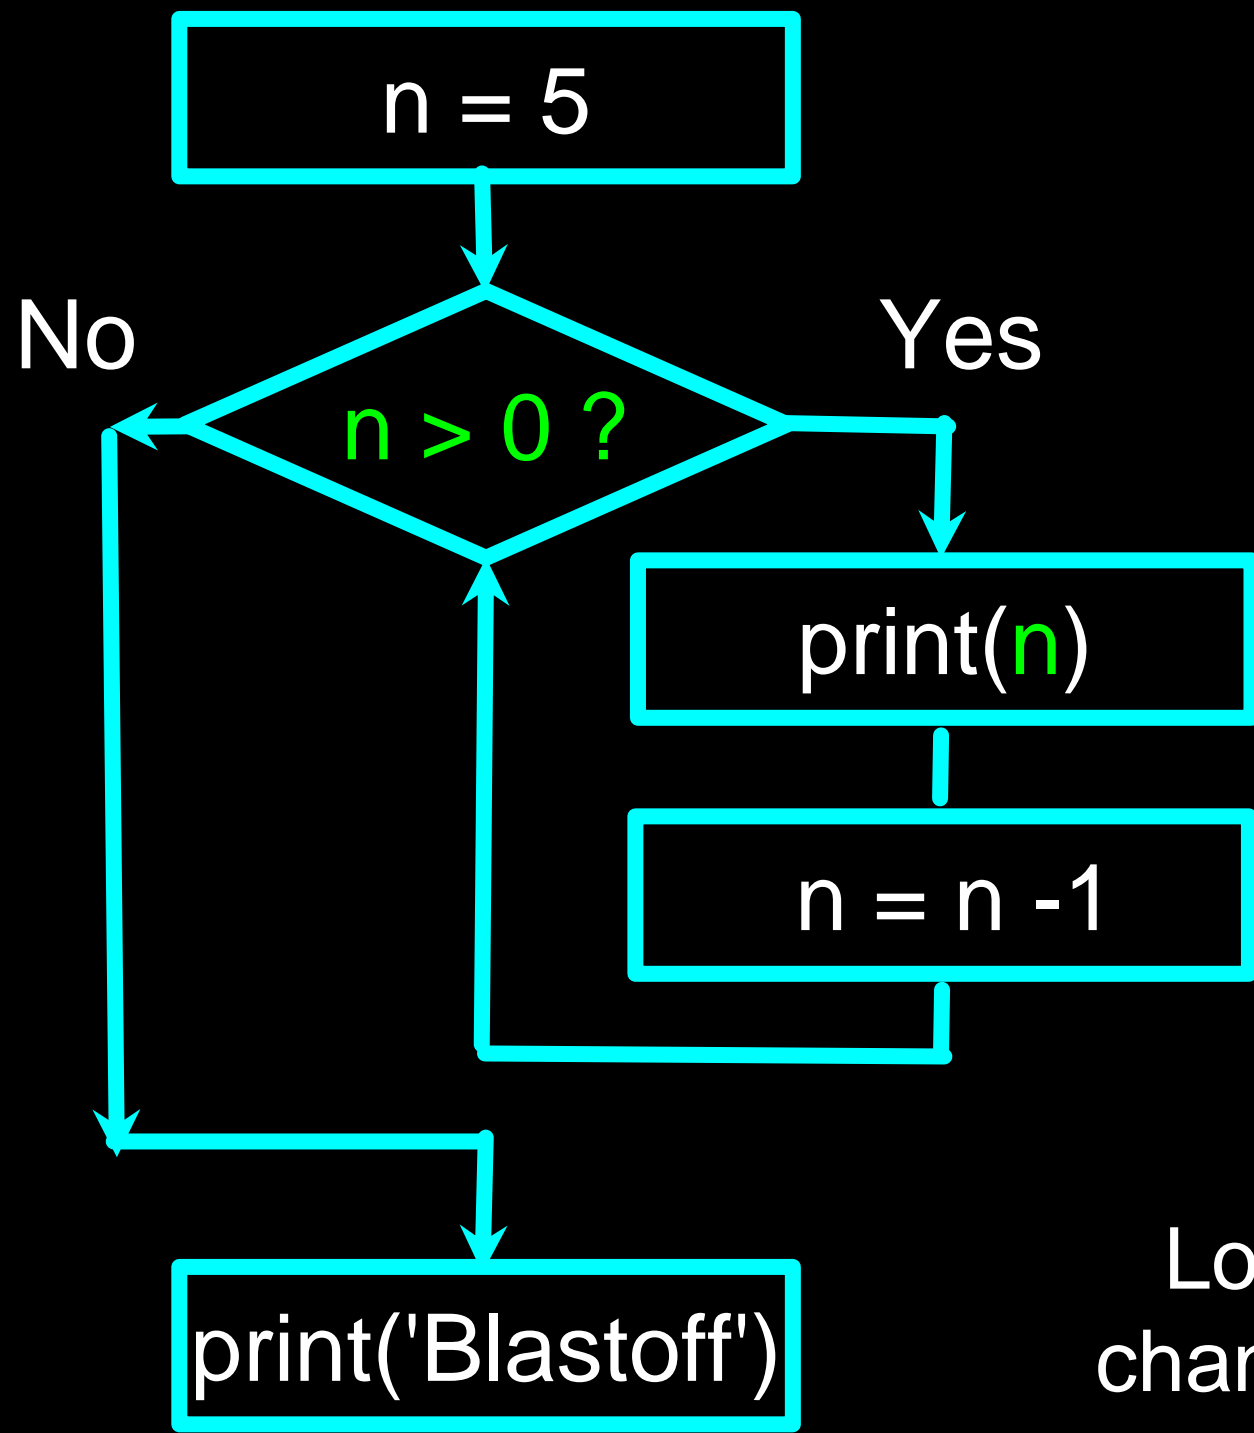 n = 5
No
Yes
n > 0 ?
print(n)
n = n -1
print('Blastoff')